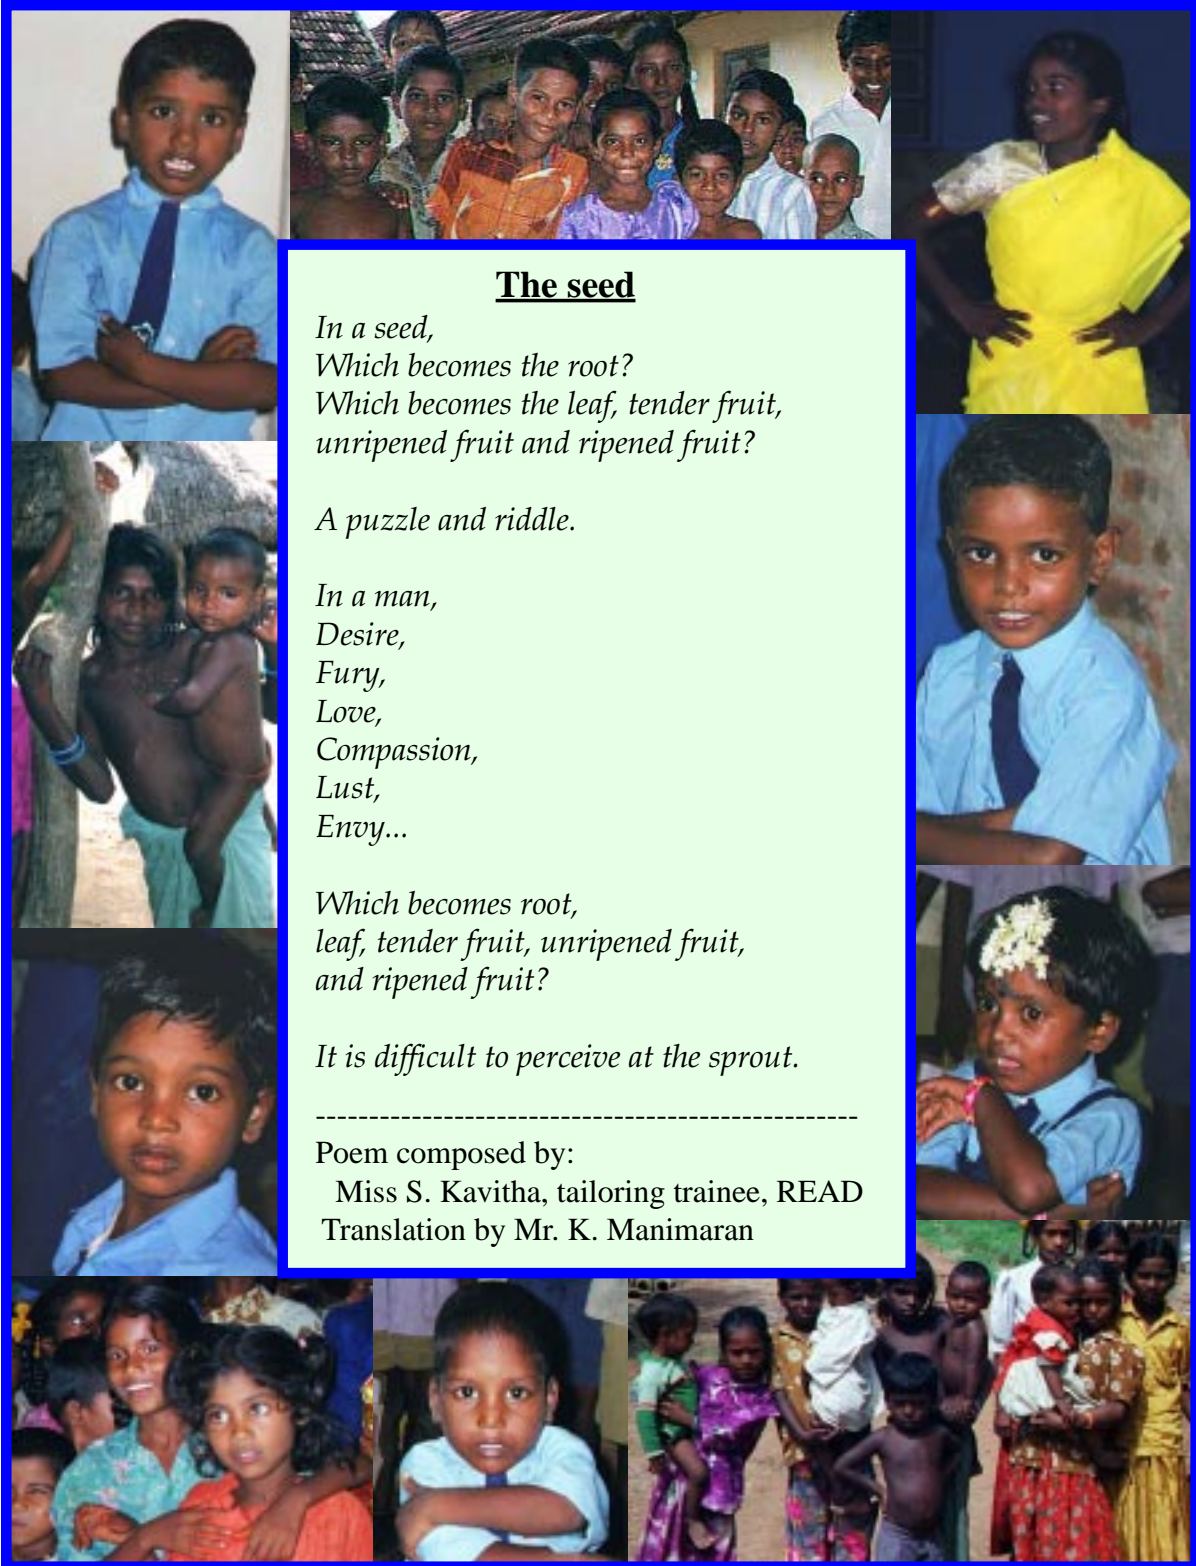 The seed
In a seed,
Which becomes the root?
Which becomes the leaf, tender fruit,
unripened fruit and ripened fruit?
A puzzle and riddle.
In a man,
Desire,
Fury,
Love,
Compassion,
Lust,
Envy...
Which becomes root,
leaf, tender fruit, unripened fruit,
and ripened fruit?
It is difficult to perceive at the sprout.
----------------------------------------------------
Poem composed by:
Miss S. Kavitha, tailoring trainee, READ
Translation by Mr. K. Manimaran